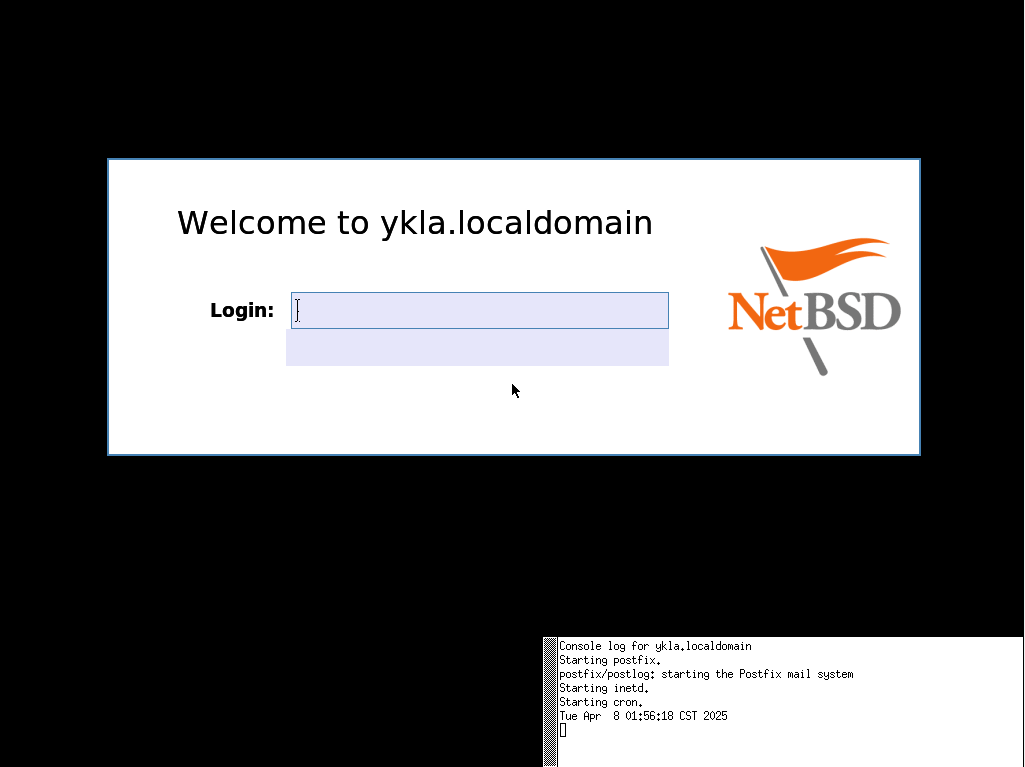 Welcome to ykla.localdomain
Login:
NetBSD
Console log for ykla.localdomain
Starting postfix.
postfix/postlog: starting the Postfix mail system
Starting inetd.
Starting cron.
Tue Apr  8 01:56:18 CST 2025